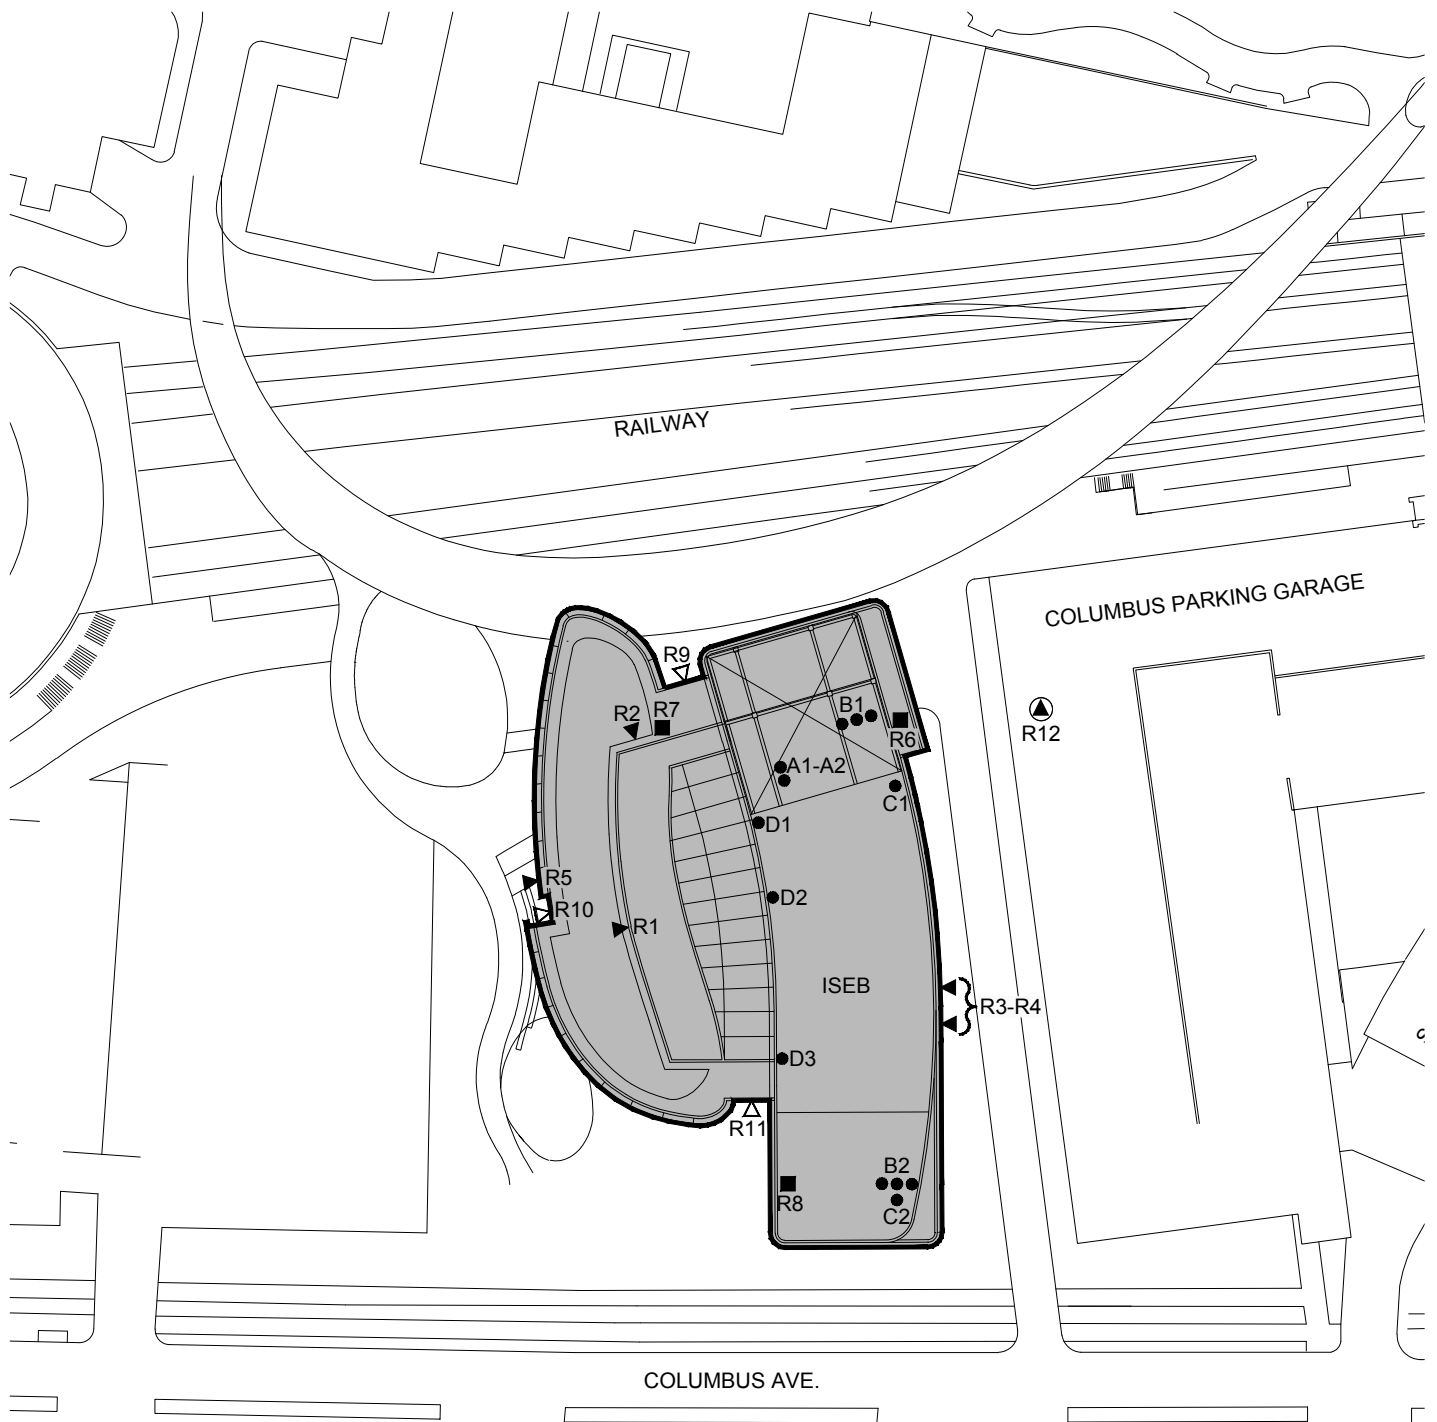 RAILWAY
COLUMBUS PARKING GARAGE
R9
R2
R7
B1
R6
R12
A1-A2
C1
D1
R5
D2
R10
R1
ISEB
R3-R4
D3
R11
B2
R8
C2
COLUMBUS AVE.